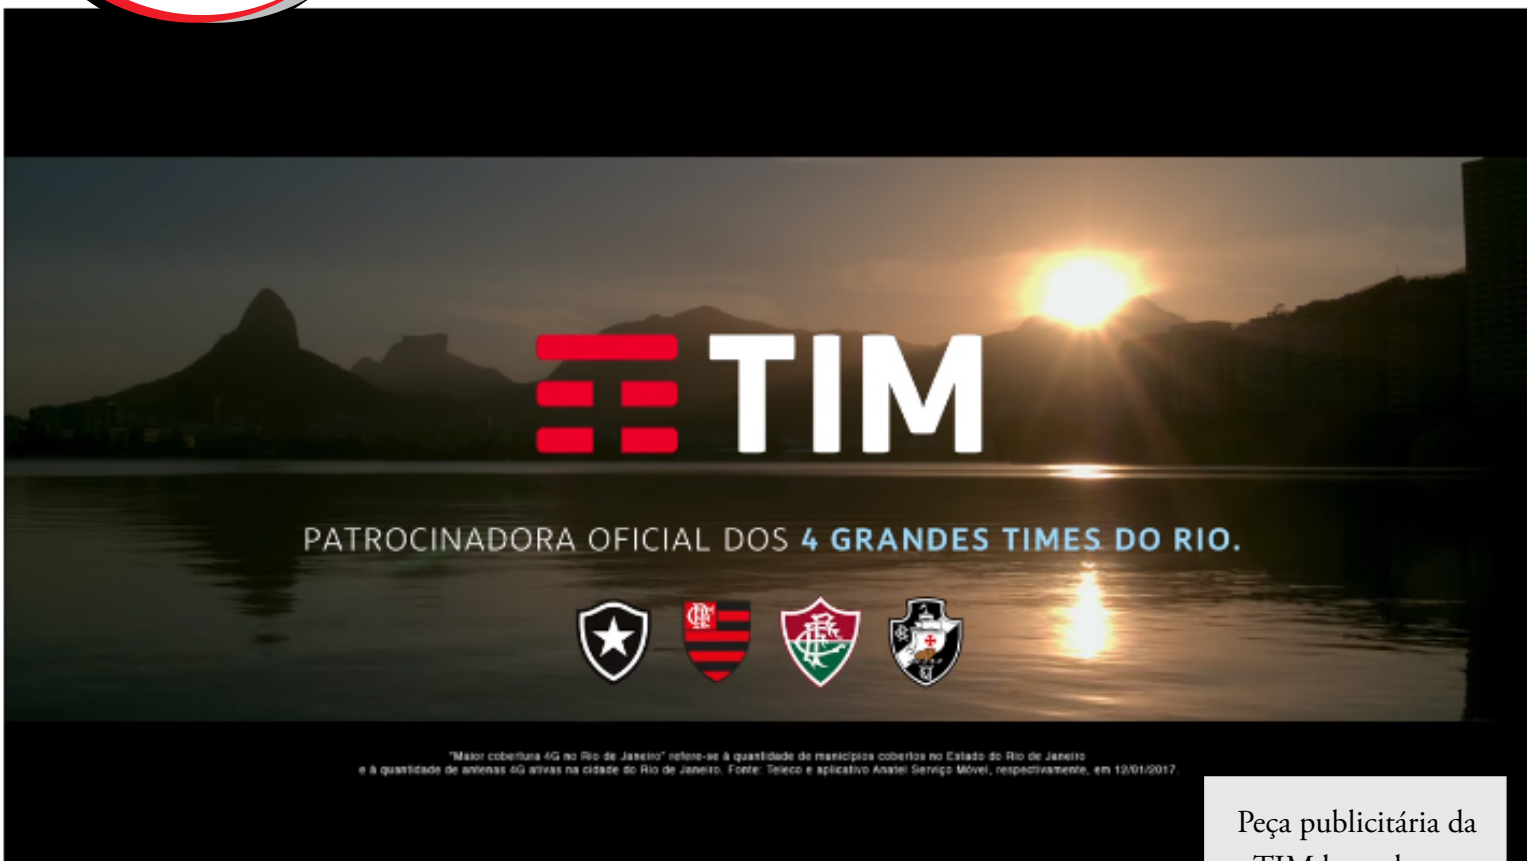 TIM
PATROCINADORA OFICIAL DOS 4 GRANDES TIMES DO RIO.
"Maior cobertura 4G no Rio de Janeiro" refere-se à quantidade de municípios cobertos no Estado do Rio de Janeiro
e à quantidade de antenas 4G ativas na cidade do Rio de Janeiro. Fonte: Teleco e aplicativo Anatel Serviço Móvel, respectivamente, em 12/01/2017.
Peça publicitária da